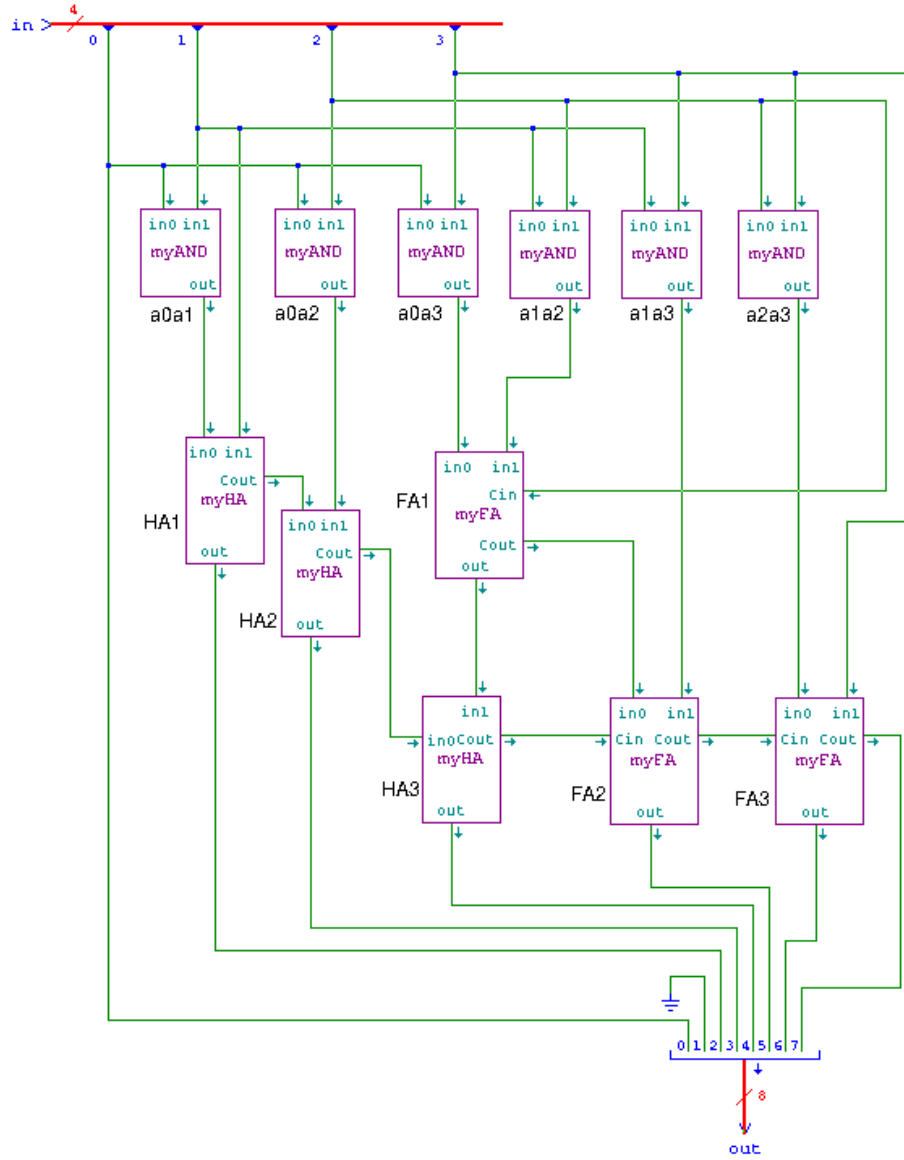 4
in
0 1 2 3
in0 in1 in0 in1 in0 in1 in0 in1 in0 in1 in0 in1
myAND myAND myAND myAND myAND myAND
out out out out out out
a0a1 a0a2 a0a3 a1a2 a1a3 a2a3
in0 in1
Cout
myHA
HA1
out
in0 in1
Cout
myHA
HA2
out
in0 in1
Cin
FA1
myFA
Cout
out
in1
in0Cout
myHA
HA3
out
in0 in1
Cin Cout
myFA
FA2
out
in0 in1
Cin Cout
myFA
FA3
out
0 1 2 3 4 5 6 7
8
out